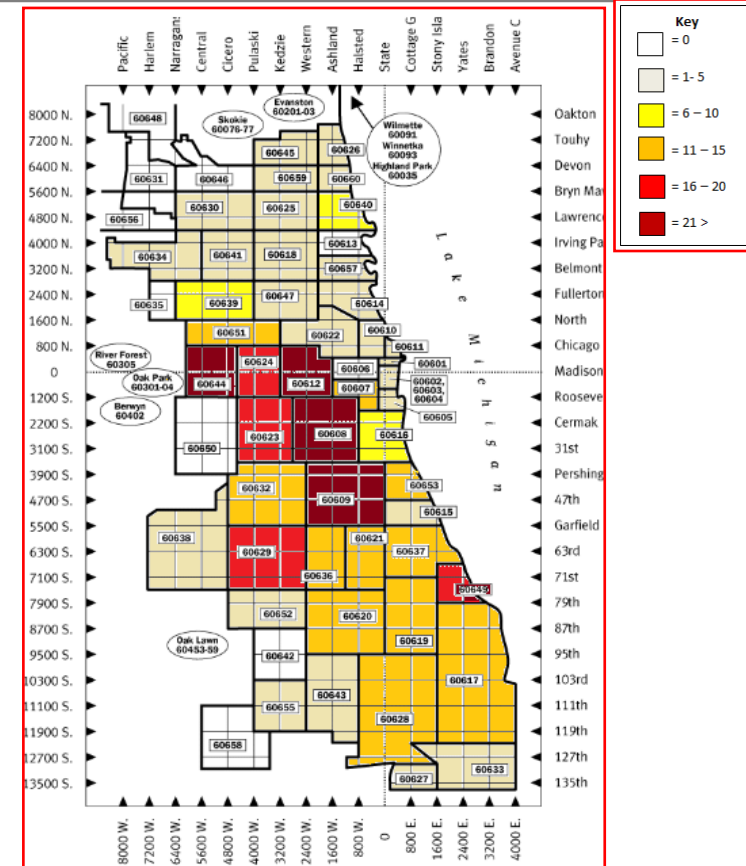 Pacific
Harlem
Narragans
Central
Cicero
Pulaski
Kedzie
Western
Ashland
Halsted
State
Cottage G
Stony Isla
Yates
Brandon
Avenue C
Key
= 0
= 1- 5
= 6 – 10
= 11 – 15
= 16 – 20
= 21 >
8000 N.
7200 N.
6400 N.
5600 N.
4800 N.
4000 N.
3200 N.
2400 N.
1600 N.
800 N.
0
1200 S.
2200 S.
3100 S.
3900 S.
4700 S.
5500 S.
6300 S.
7100 S.
7900 S.
8700 S.
9500 S.
10300 S.
11100 S.
11900 S.
12700 S.
13500 S.
Oakton
Touhy
Devon
Bryn Maw
Lawrence
Irving Pa
Belmont
Fullerton
North
Chicago
Madison
Rooseve
Cermak
31st
Pershing
47th
Garfield
63rd
71st
79th
87th
95th
103rd
111th
119th
127th
135th
Evanston
60201-03
Skokie
60076-77
Wilmette
60091
Winnetka
60093
Highland Park
60035
60648
60645
60626
60631
60646
60659
60660
60656
60630
60625
60640
60634
60641
60618
60613
60657
60635
60639
60647
60614
60651
60622
60610
60611
River Forest
60305
Oak Park
60301-04
Berwyn
60402
60644
60624
60612
60606
60607
60601
60602,
60603,
60604
60605
60650
60623
60608
60616
60632
60609
60653
60615
60638
60629
60636
60621
60637
60649
60652
60620
60619
Oak Lawn
60453-59
60642
60617
60643
60655
60628
60658
60627
60633
Lake Michigan
8000 W.
7200 W.
6400 W.
5600 W.
4800 W.
4000 W.
3200 W.
2400 W.
1600 W.
800 W.
0
800 E.
1600 E.
2400 E.
3200 E.
4000 E.